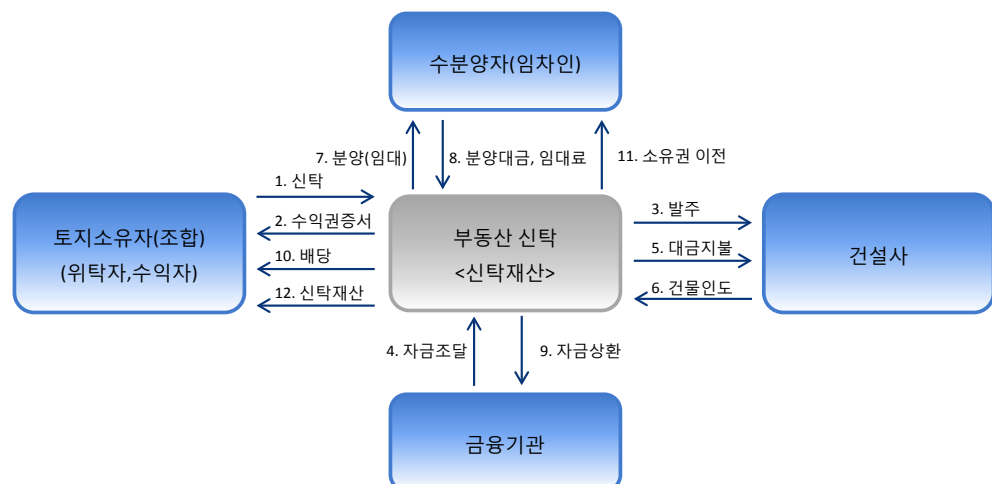 수분양자(임차인)
7. 분양(임대)
8. 분양대금, 임대료
11. 소유권 이전
1. 신탁
2. 수익권증서
10. 배당
12. 신탁재산
토지소유자(조합)
(위탁자,수익자)
부동산 신탁
<신탁재산>
3. 발주
5. 대금지불
6. 건물인도
건설사
4. 자금조달
9. 자금상환
금융기관